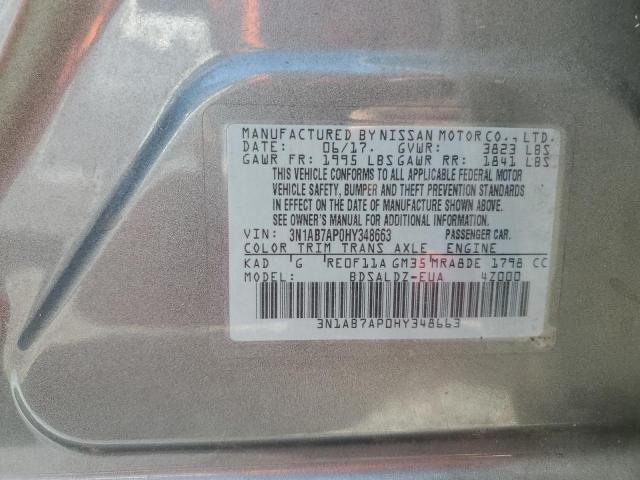 MANUFACTURED BY NISSAN MOTOR CO., LTD.
DATE: 06/17. GVWR: 3823 LBS
GAWR FR: 1995 LBS GAWR RR: 1841 LBS
THIS VEHICLE CONFORMS TO ALL APPLICABLE FEDERAL MOTOR
VEHICLE SAFETY, BUMPER AND THEFT PREVENTION STANDARDS
IN EFFECT ON THE DATE OF MANUFACTURE SHOWN ABOVE.
SEE OWNER'S MANUAL FOR ADDITIONAL INFORMATION.
VIN: 3N1AB7AP0HY348663 PASSENGER CAR.
COLOR TRIM TRANS AXLE ENGINE
KAD G RE0F11A GM35 MRA8DE 1798 CC
MODEL: BDSALDZ-EUA 4Z000
3N1AB7AP0HY348663